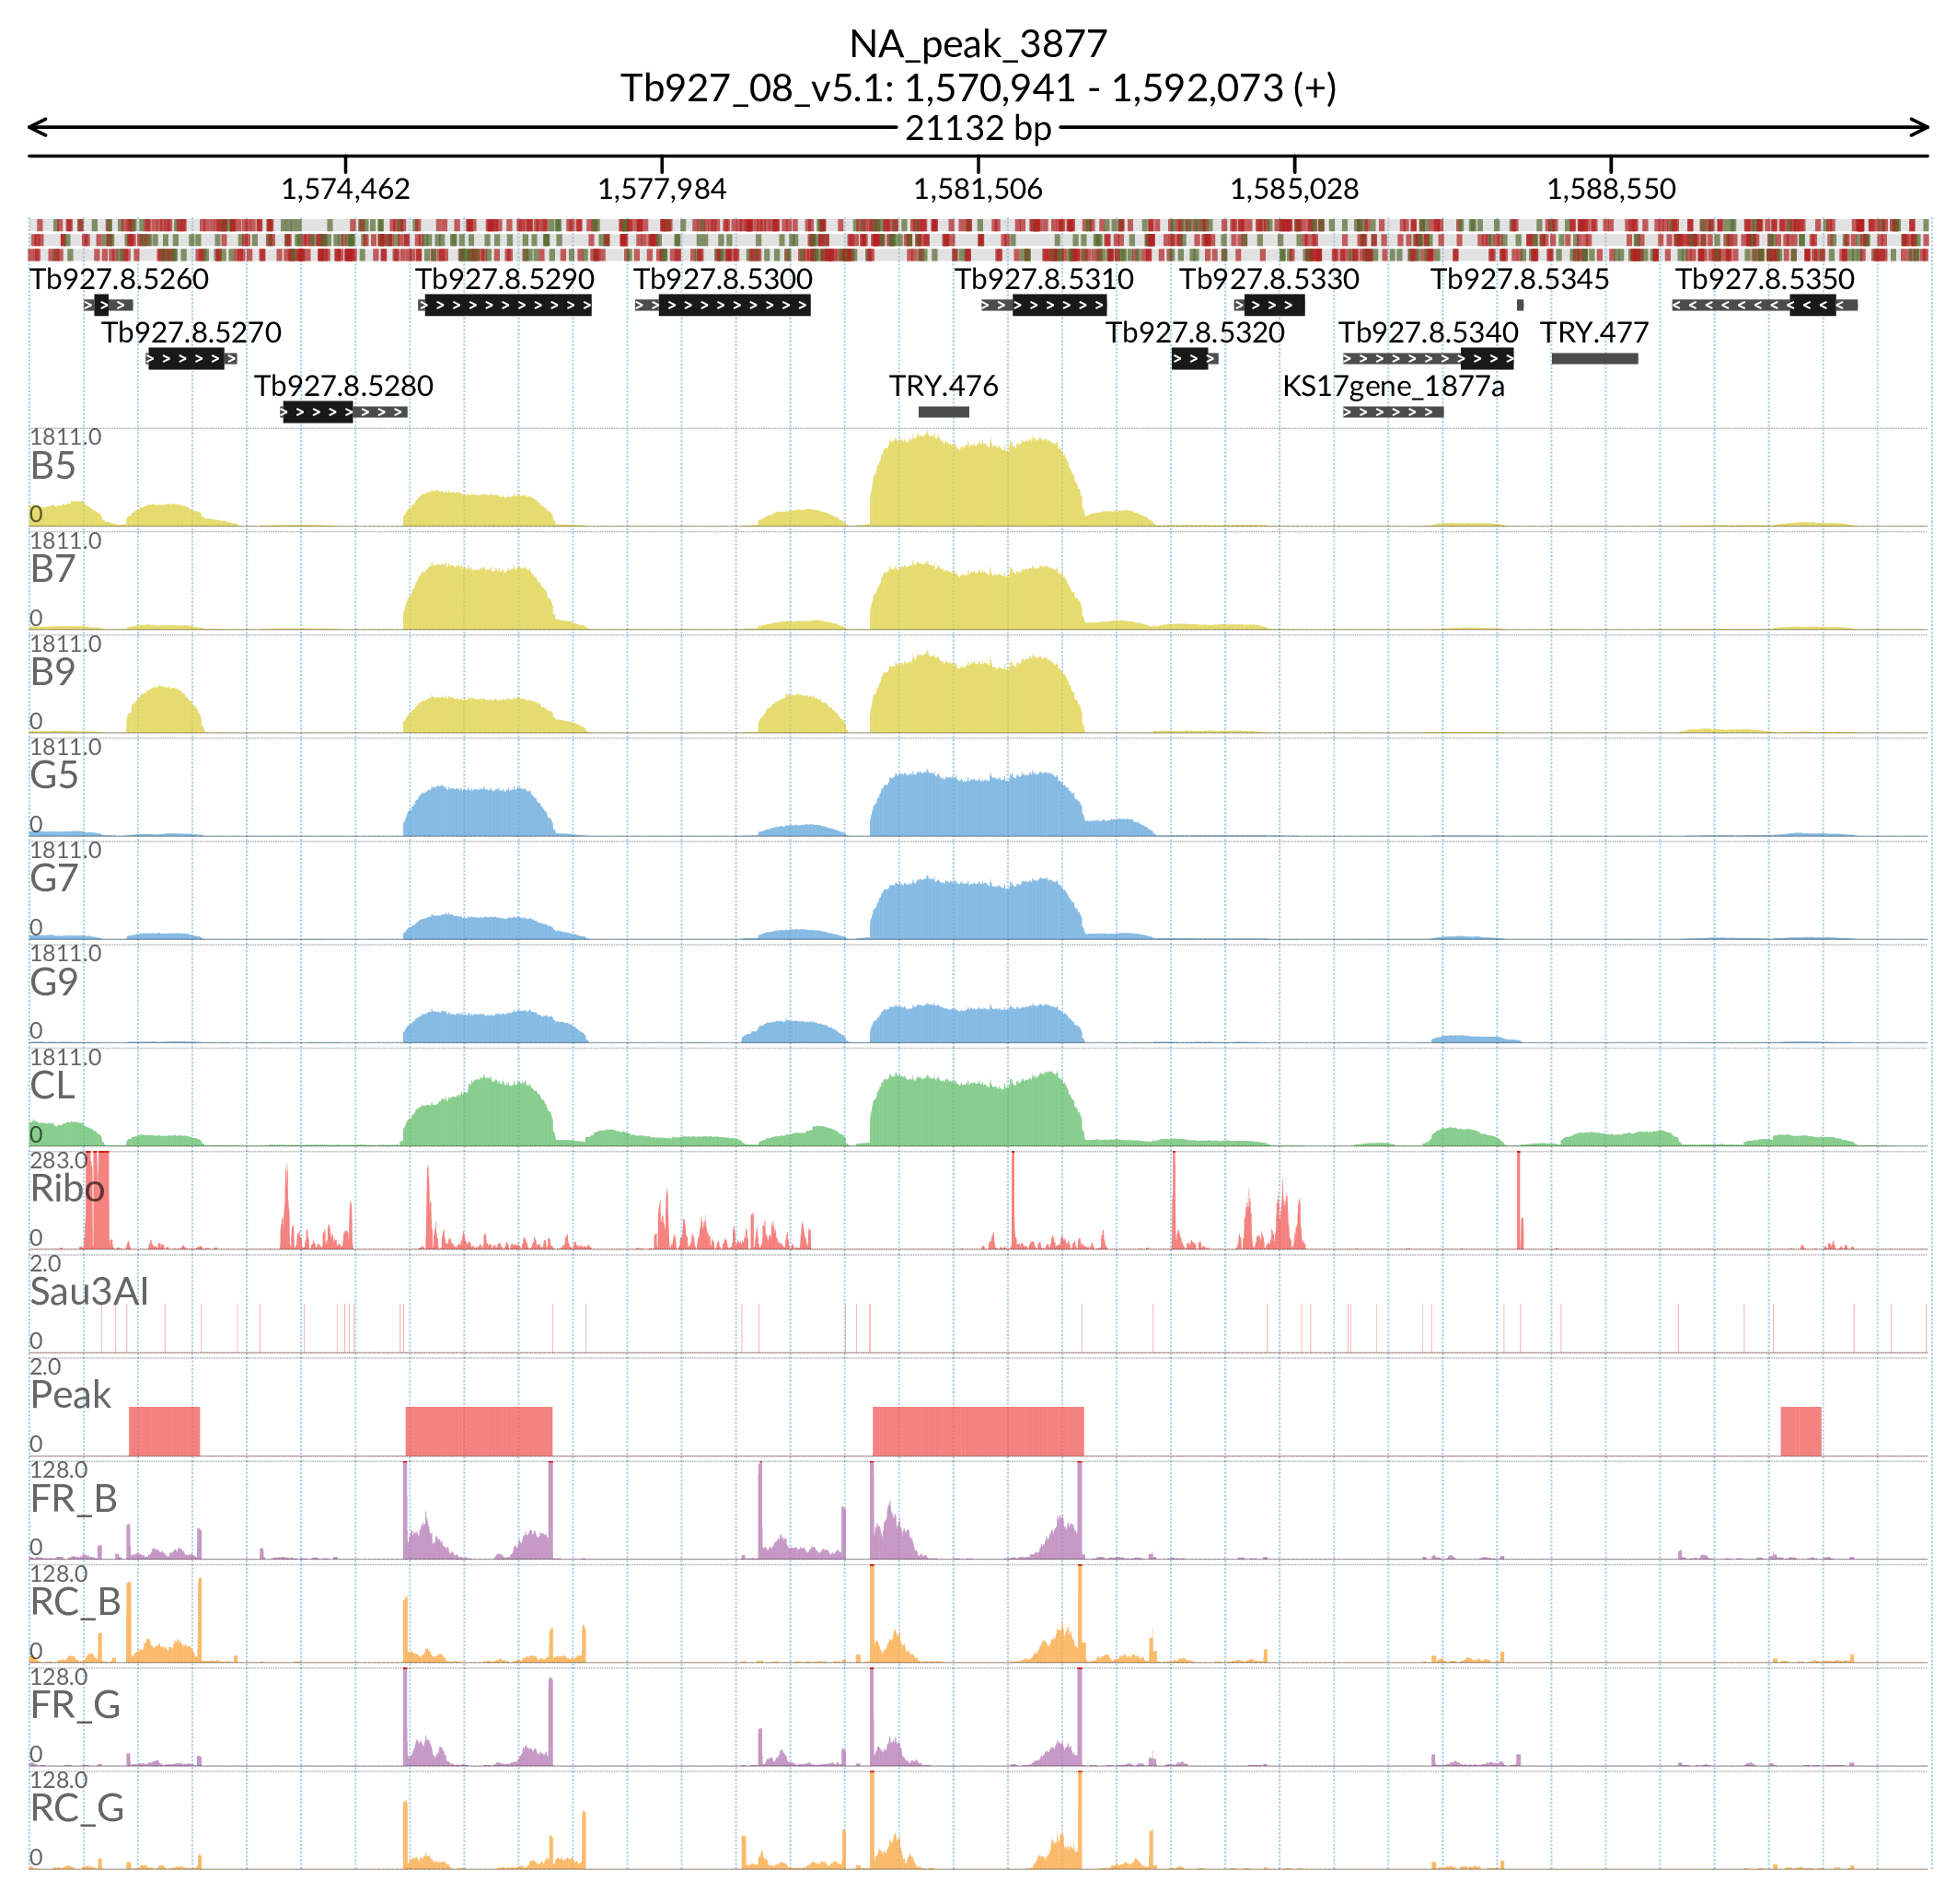 NA_peak_3877
Tb927_08_v5.1: 1,570,941 - 1,592,073 (+)
21132 bp
1,574,462 1,577,984 1,581,506 1,585,028 1,588,550
Tb927.8.5260 Tb927.8.5290 Tb927.8.5300 Tb927.8.5310 Tb927.8.5330 Tb927.8.5345 Tb927.8.5350
Tb927.8.5270 Tb927.8.5320 Tb927.8.5340 TRY.477
Tb927.8.5280 TRY.476 KS17gene_1877a
1811.0
B5
0
1811.0
B7
0
1811.0
B9
0
1811.0
G5
0
1811.0
G7
0
1811.0
G9
0
1811.0
CL
0
283.0
Ribo
0
2.0
Sau3AI
0
2.0
Peak
0
128.0
FR_B
0
128.0
RC_B
0
128.0
FR_G
0
128.0
RC_G
0